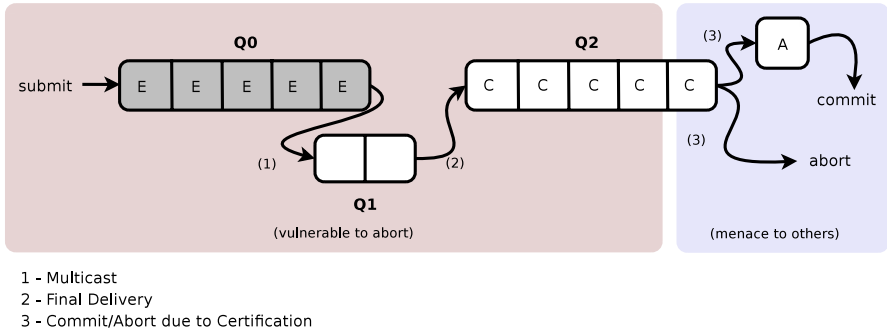 Q0
Q2
submit
E E E E E
C C C C C
(3)
A
commit
(1)
(2)
(3)
abort
Q1
(vulnerable to abort)
(menace to others)
1 - Multicast
2 - Final Delivery
3 - Commit/Abort due to Certification